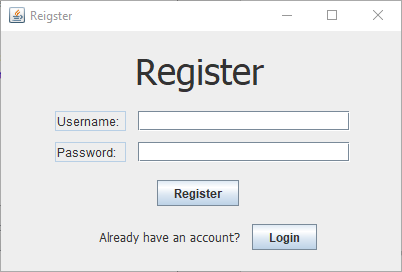 Reigster
Register
Username:
Password:
Register
Already have an account? Login